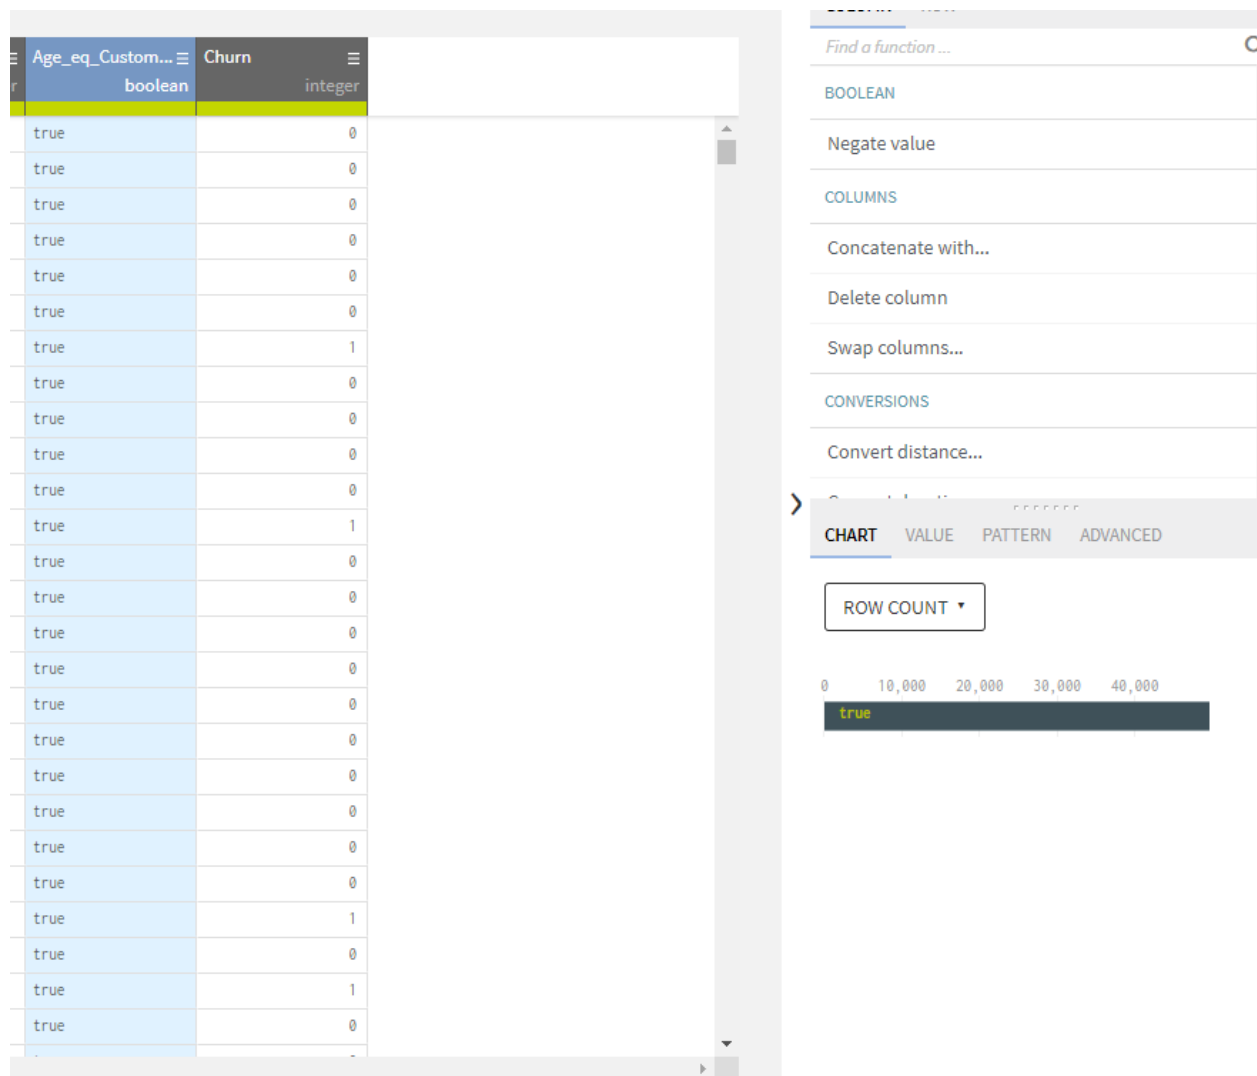 Age_eq_Custom... Churn
boolean integer
true 0
true 0
true 0
true 0
true 0
true 0
true 1
true 0
true 0
true 0
true 0
true 1
true 0
true 0
true 0
true 0
true 0
true 0
true 0
true 0
true 0
true 0
true 1
true 0
true 1
true 0
Find a function ...
BOOLEAN
Negate value
COLUMNS
Concatenate with...
Delete column
Swap columns...
CONVERSIONS
Convert distance...
CHART VALUE PATTERN ADVANCED
ROW COUNT
0 10,000 20,000 30,000 40,000
true